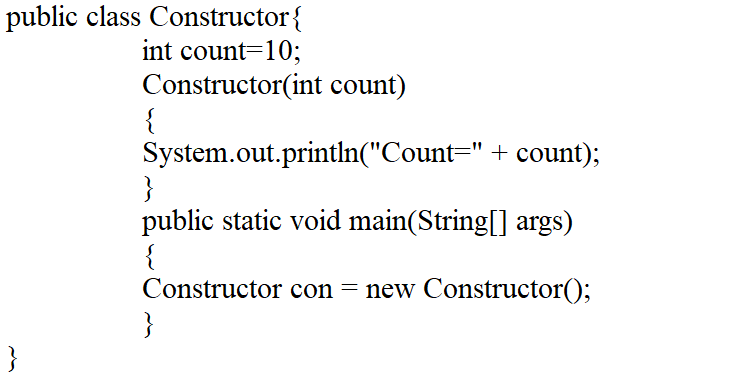 public class Constructor{
int count=10;
Constructor(int count)
{
System.out.println("Count=" + count);
}
public static void main(String[] args)
{
Constructor con = new Constructor();
}
}